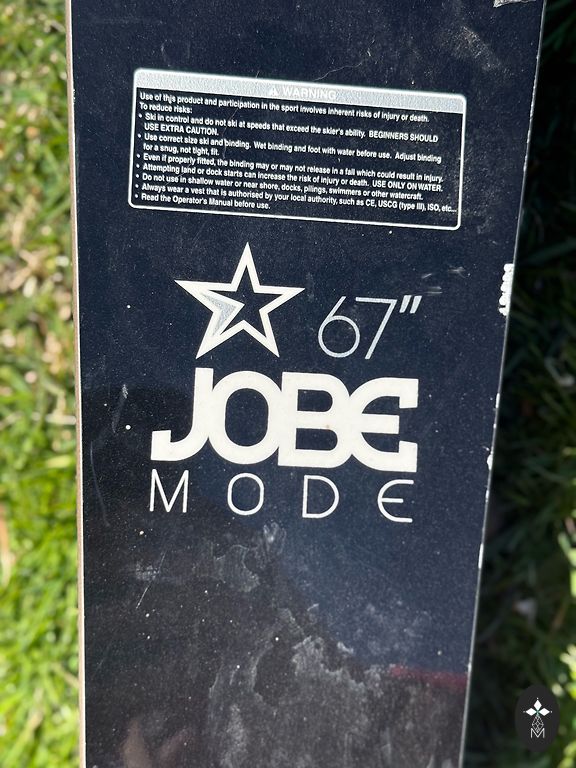 ⚠ WARNING
Use of this product and participation in the sport involves inherent risks of injury or death.
To reduce risks:
• Ski in control and do not ski at speeds that exceed the skier's ability. BEGINNERS SHOULD
USE EXTRA CAUTION.
• Use correct size ski and binding. Wet binding and foot with water before use. Adjust binding
for a snug, not tight, fit.
• Even if properly fitted, the binding may or may not release in a fall which could result in injury.
• Attempting land or dock starts can increase the risk of injury or death. USE ONLY ON WATER.
• Do not use in shallow water or near shore, docks, pilings, swimmers or other watercraft.
• Always wear a vest that is authorised by your local authority, such as CE, USCG (type III), ISO, etc...
• Read the Operator's Manual before use.
67"
JOBE
MODE
M